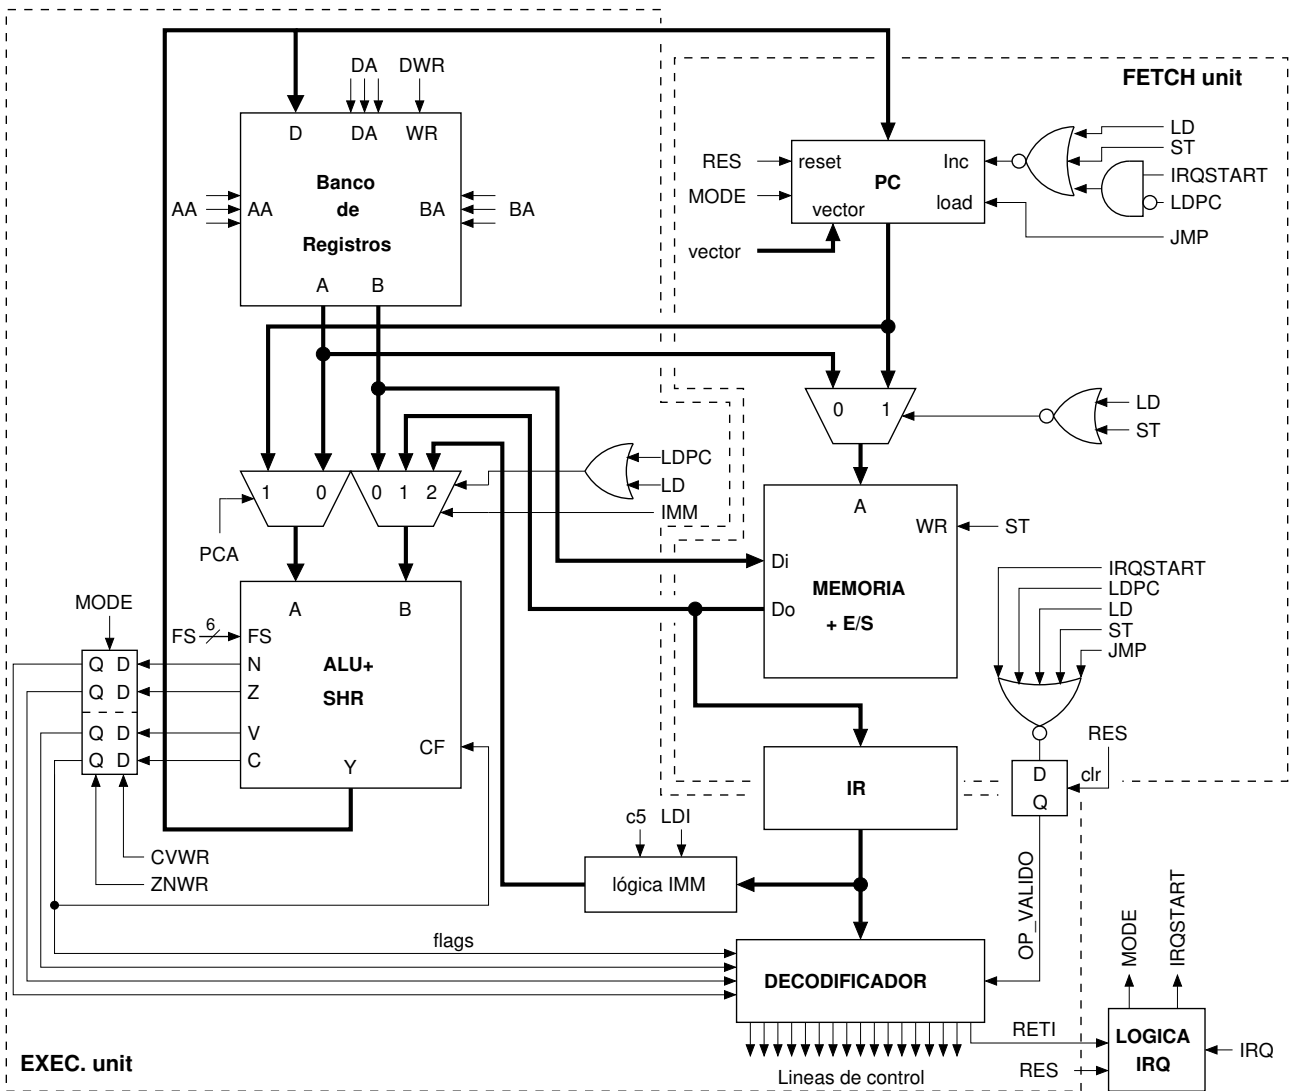 FETCH unit
DA DWR
D DA WR
Banco
de
Registros
AA AA BA BA
A B
RES reset Inc
PC
MODE vector load
vector
LD
ST
IRQSTART
LDPC
JMP
0 1
LD
ST
1 0 0 1 2
LDPC
LD
IMM
PCA
A
WR ST
Di
MEMORIA
Do + E/S
MODE
A B
FS 6 FS
ALU+
SHR
N
Z
V
C
CF
Y
Q D
Q D
Q D
Q D
CVWR
ZNWR
IRQSTART
LDPC
LD
ST
JMP
RES
D clr
Q
IR
c5 LDI
lógica IMM
OP_VALIDO
flags
DECODIFICADOR
MODE IRQSTART
RETI
LOGICA
IRQ
IRQ
RES
Lineas de control
EXEC. unit